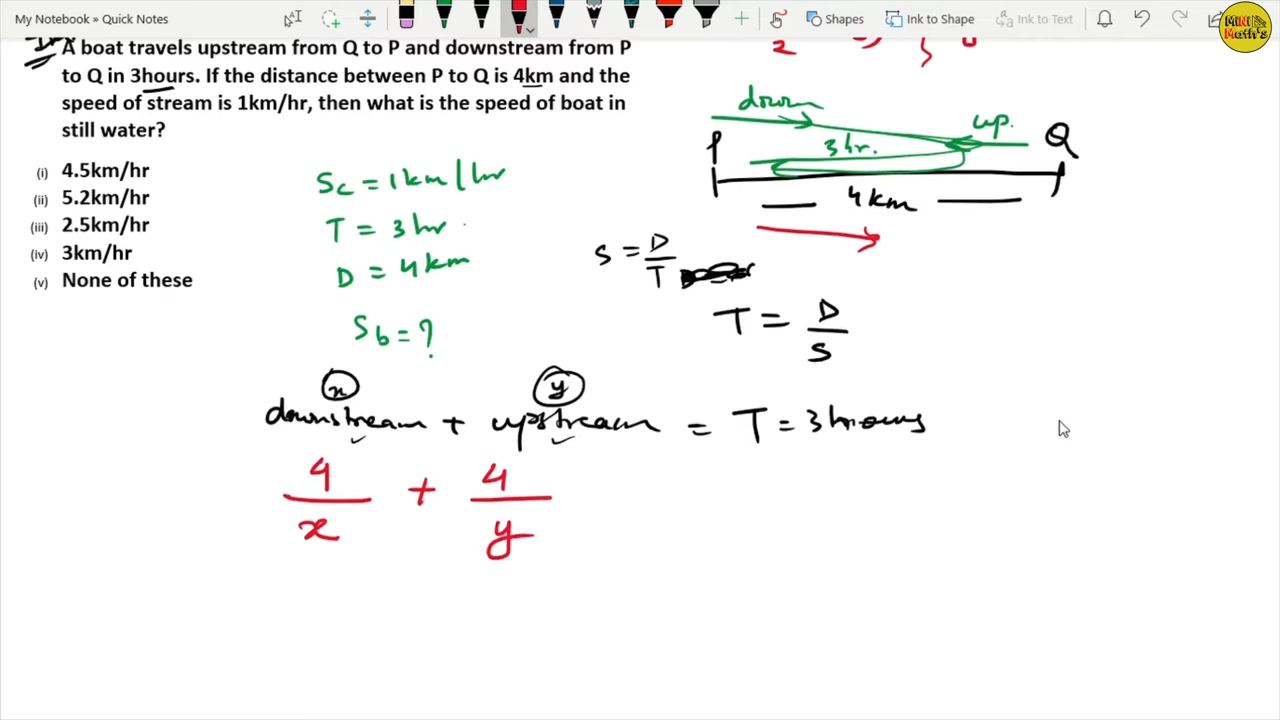 My Notebook » Quick Notes
Shapes
Ink to Shape
Ink to Text
MINI
Math's
A boat travels upstream from Q to P and downstream from P
to Q in 3hours. If the distance between P to Q is 4km and the
speed of stream is 1km/hr, then what is the speed of boat in
still water?
(i) 4.5km/hr
(ii) 5.2km/hr
(iii) 2.5km/hr
(iv) 3km/hr
(v) None of these
Sc = 1km/hr
T = 3hr
D = 4km
Sb = ?
down
up.
P
3hr.
Q
4km
S = D/T
T = D/S
x
y
downstream + upstream = T = 3hours
4/x + 4/y